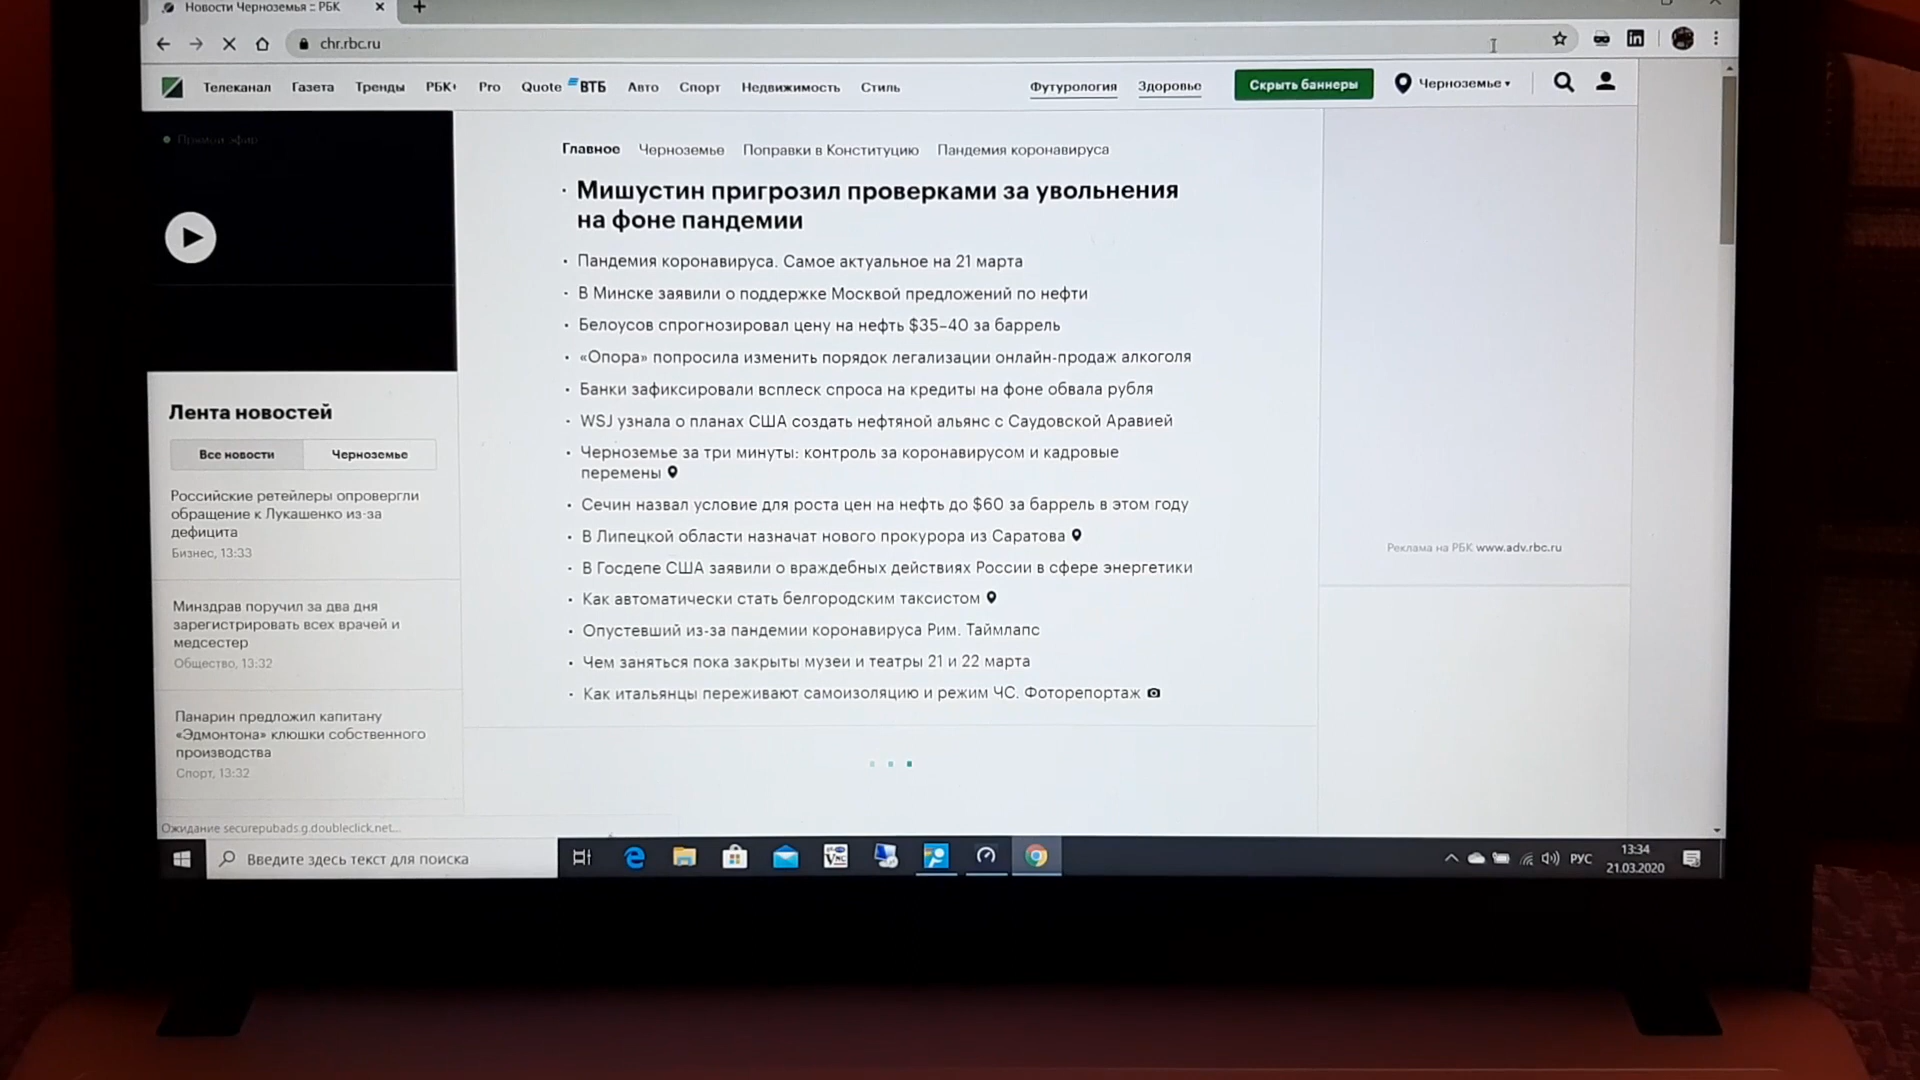 Новости Черноземья :: РБК
chr.rbc.ru
Телеканал Газета Тренды РБК+ Pro Quote ВТБ Авто Спорт Недвижимость Стиль Футурология Здоровье Скрыть баннеры Черноземье
Прямой эфир
Главное Черноземье Поправки в Конституцию Пандемия коронавируса
Мишустин пригрозил проверками за увольнения
на фоне пандемии
Пандемия коронавируса. Самое актуальное на 21 марта
В Минске заявили о поддержке Москвой предложений по нефти
Белоусов спрогнозировал цену на нефть $35–40 за баррель
«Опора» попросила изменить порядок легализации онлайн-продаж алкоголя
Банки зафиксировали всплеск спроса на кредиты на фоне обвала рубля
WSJ узнала о планах США создать нефтяной альянс с Саудовской Аравией
Черноземье за три минуты: контроль за коронавирусом и кадровые
перемены
Сечин назвал условие для роста цен на нефть до $60 за баррель в этом году
В Липецкой области назначат нового прокурора из Саратова
В Госдепе США заявили о враждебных действиях России в сфере энергетики
Как автоматически стать белгородским таксистом
Опустевший из-за пандемии коронавируса Рим. Таймлапс
Чем заняться пока закрыты музеи и театры 21 и 22 марта
Как итальянцы переживают самоизоляцию и режим ЧС. Фоторепортаж
Лента новостей
Все новости Черноземье
Российские ретейлеры опровергли
обращение к Лукашенко из-за
дефицита
Бизнес, 13:33
Минздрав поручил за два дня
зарегистрировать всех врачей и
медсестер
Общество, 13:32
Панарин предложил капитану
«Эдмонтона» клюшки собственного
производства
Спорт, 13:32
Реклама на РБК www.adv.rbc.ru
Ожидание securepubads.g.doubleclick.net...
Введите здесь текст для поиска
РУС
13:34
21.03.2020